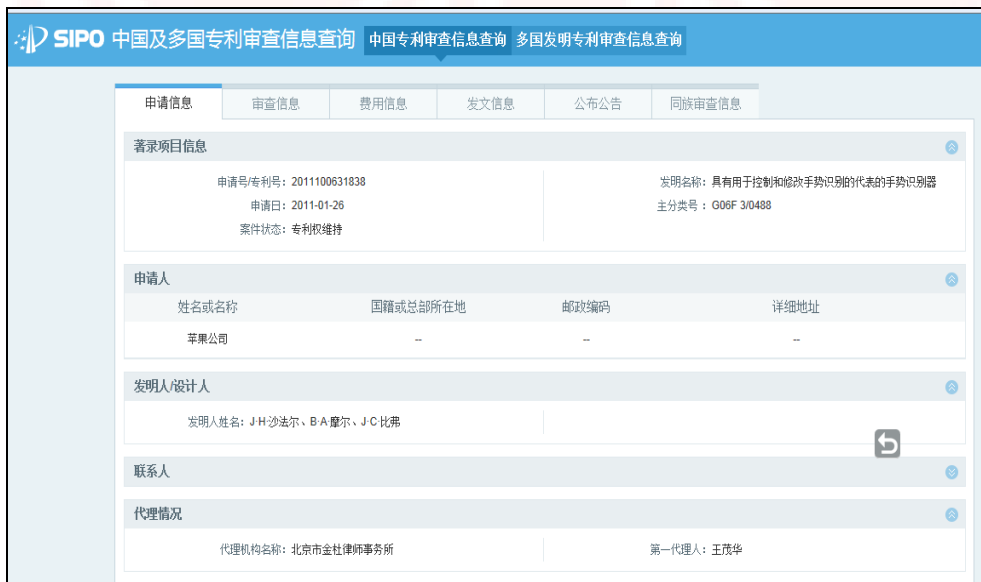 SIPO 中国及多国专利审查信息查询 中国专利审查信息查询 多国发明专利审查信息查询
申请信息 审查信息 费用信息 发文信息 公布公告 同族审查信息
著录项目信息
申请号/专利号: 2011100631838 发明名称: 具有用于控制和修改手势识别的代表的手势识别器
申请日: 2011-01-26 主分类号 : G06F 3/0488
案件状态: 专利权维持
申请人
姓名或名称 国籍或总部所在地 邮政编码 详细地址
苹果公司 -- -- --
发明人/设计人
发明人姓名: J·H·沙法尔、B·A·摩尔、J·C·比弗
联系人
代理情况
代理机构名称: 北京市金杜律师事务所 第一代理人: 王茂华